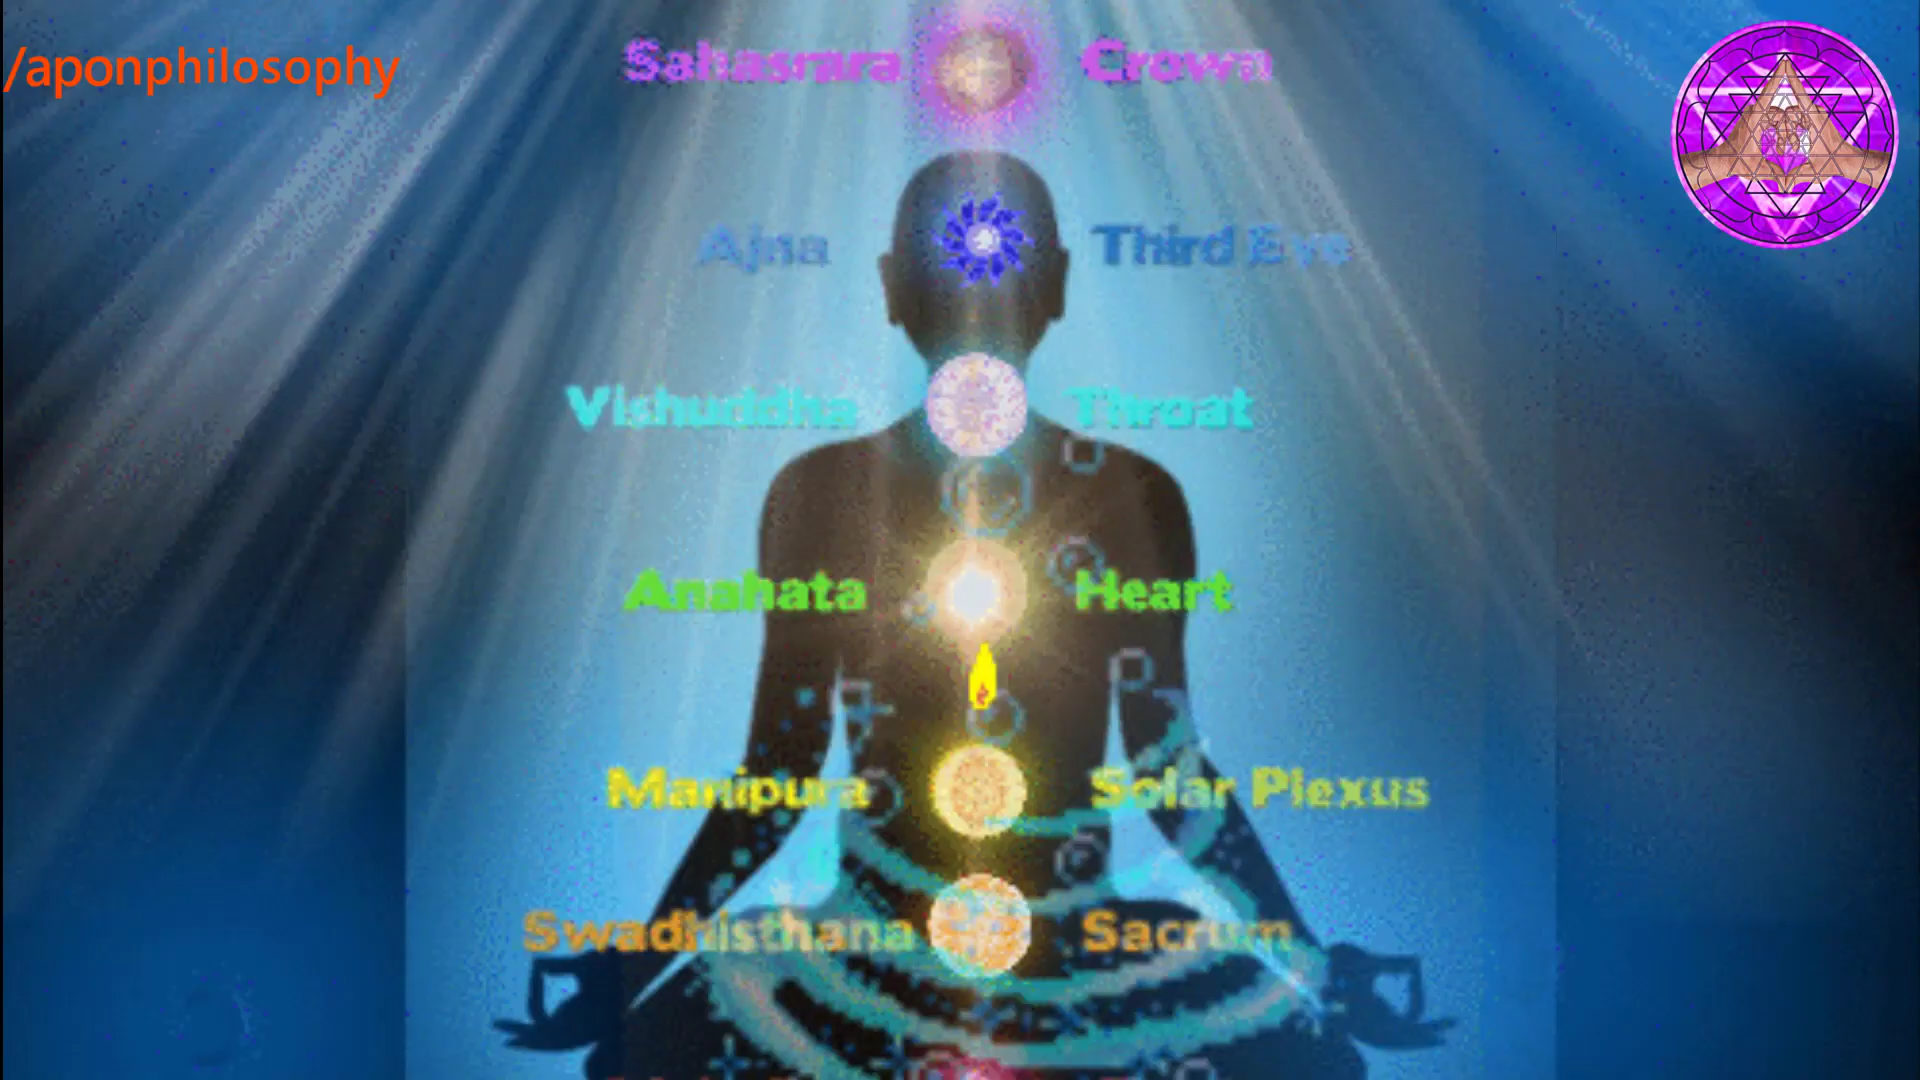 /aponphilosophy
Sahasrara Crown
Ajna Third Eye
Vishuddha Throat
Anahata Heart
Manipura Solar Plexus
Swadhisthana Sacrum